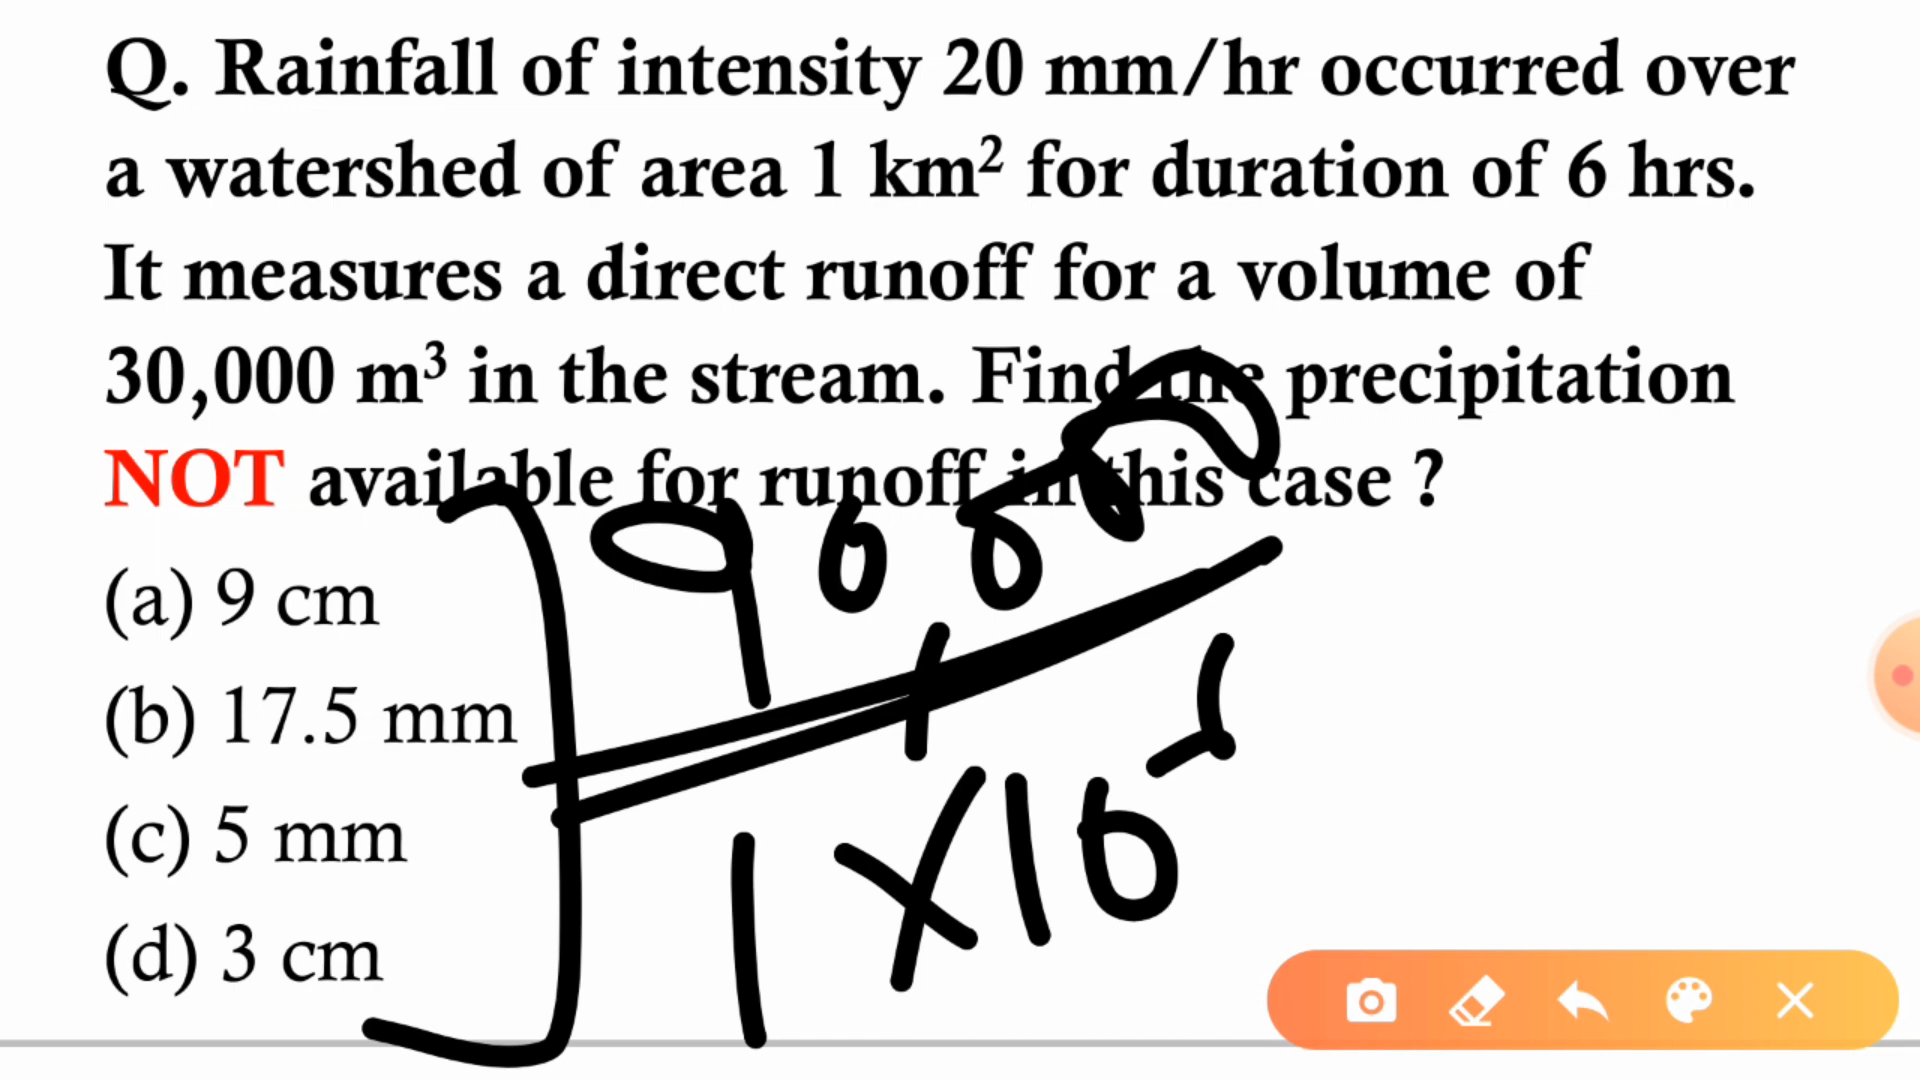 Q. Rainfall of intensity 20 mm/hr occurred over
a watershed of area 1 km² for duration of 6 hrs.
It measures a direct runoff for a volume of
30,000 m³ in the stream. Find the precipitation
NOT available for runoff in this case ?
(a) 9 cm
(b) 17.5 mm
(c) 5 mm
(d) 3 cm
1 × 10